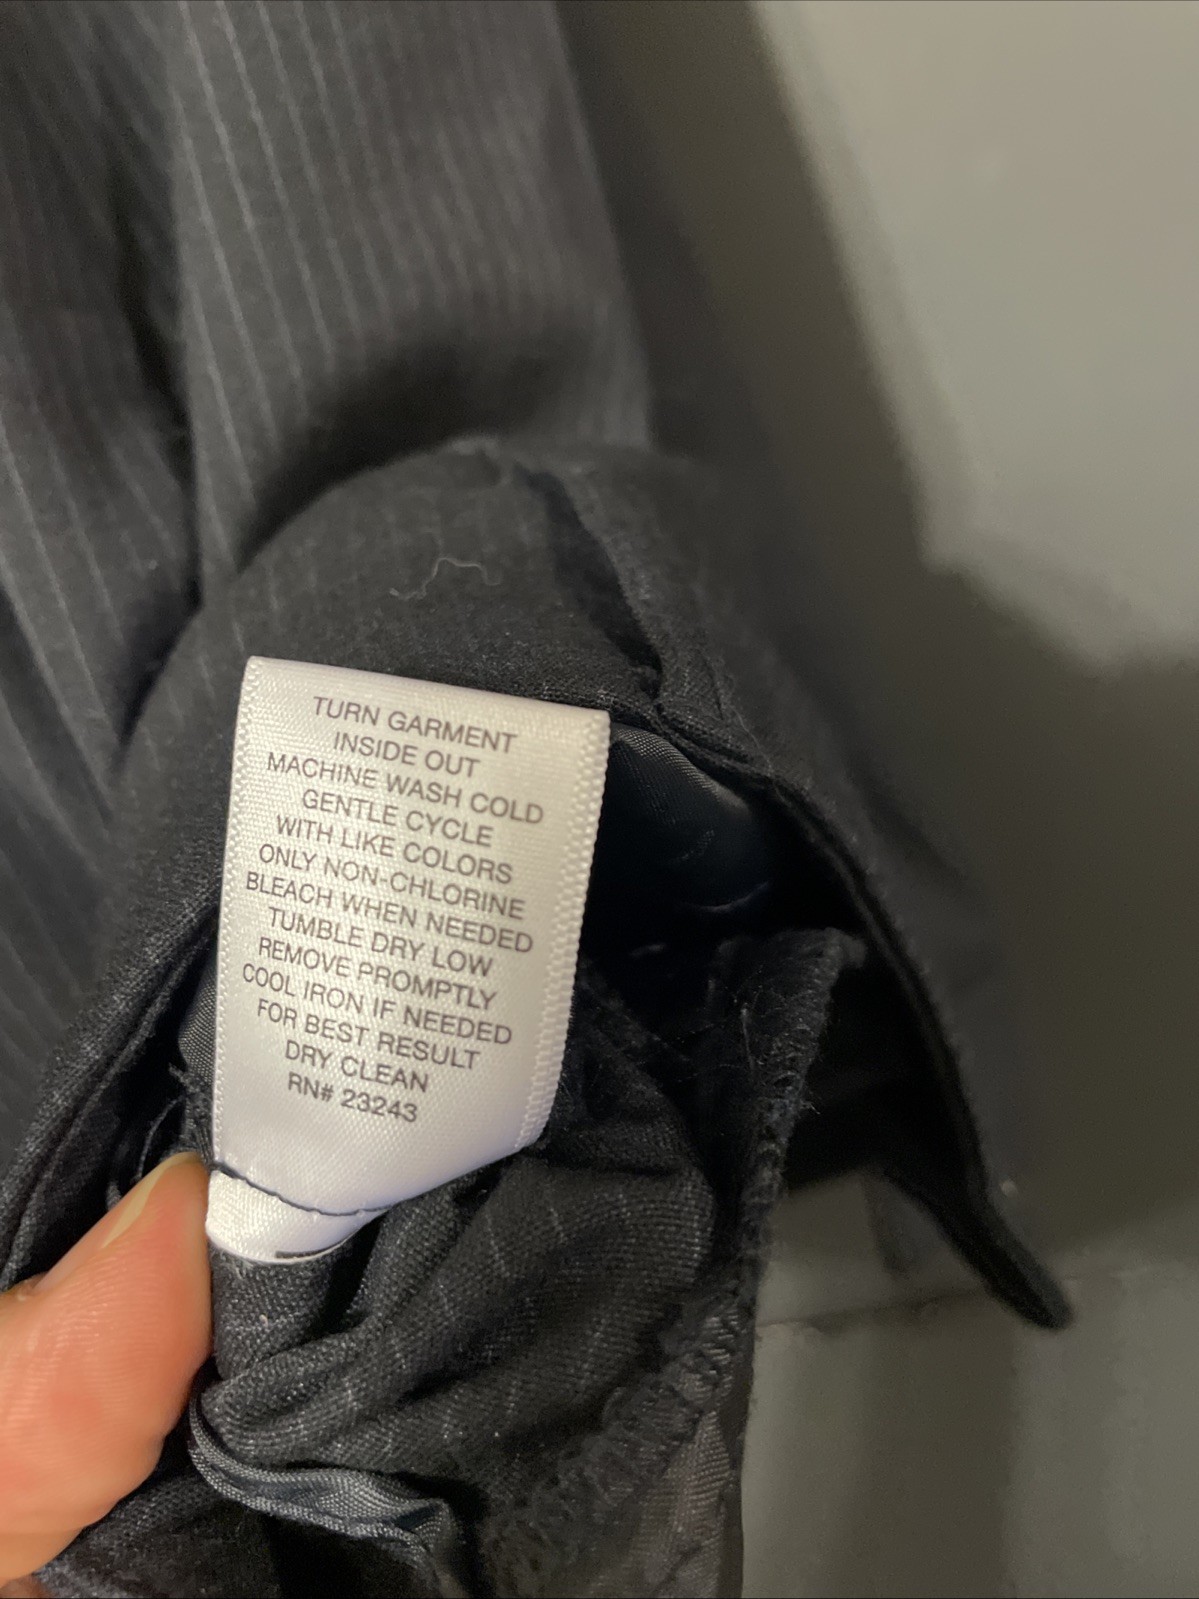 TURN GARMENT
INSIDE OUT
MACHINE WASH COLD
GENTLE CYCLE
WITH LIKE COLORS
ONLY NON-CHLORINE
BLEACH WHEN NEEDED
TUMBLE DRY LOW
REMOVE PROMPTLY
COOL IRON IF NEEDED
FOR BEST RESULT
DRY CLEAN
RN# 23243